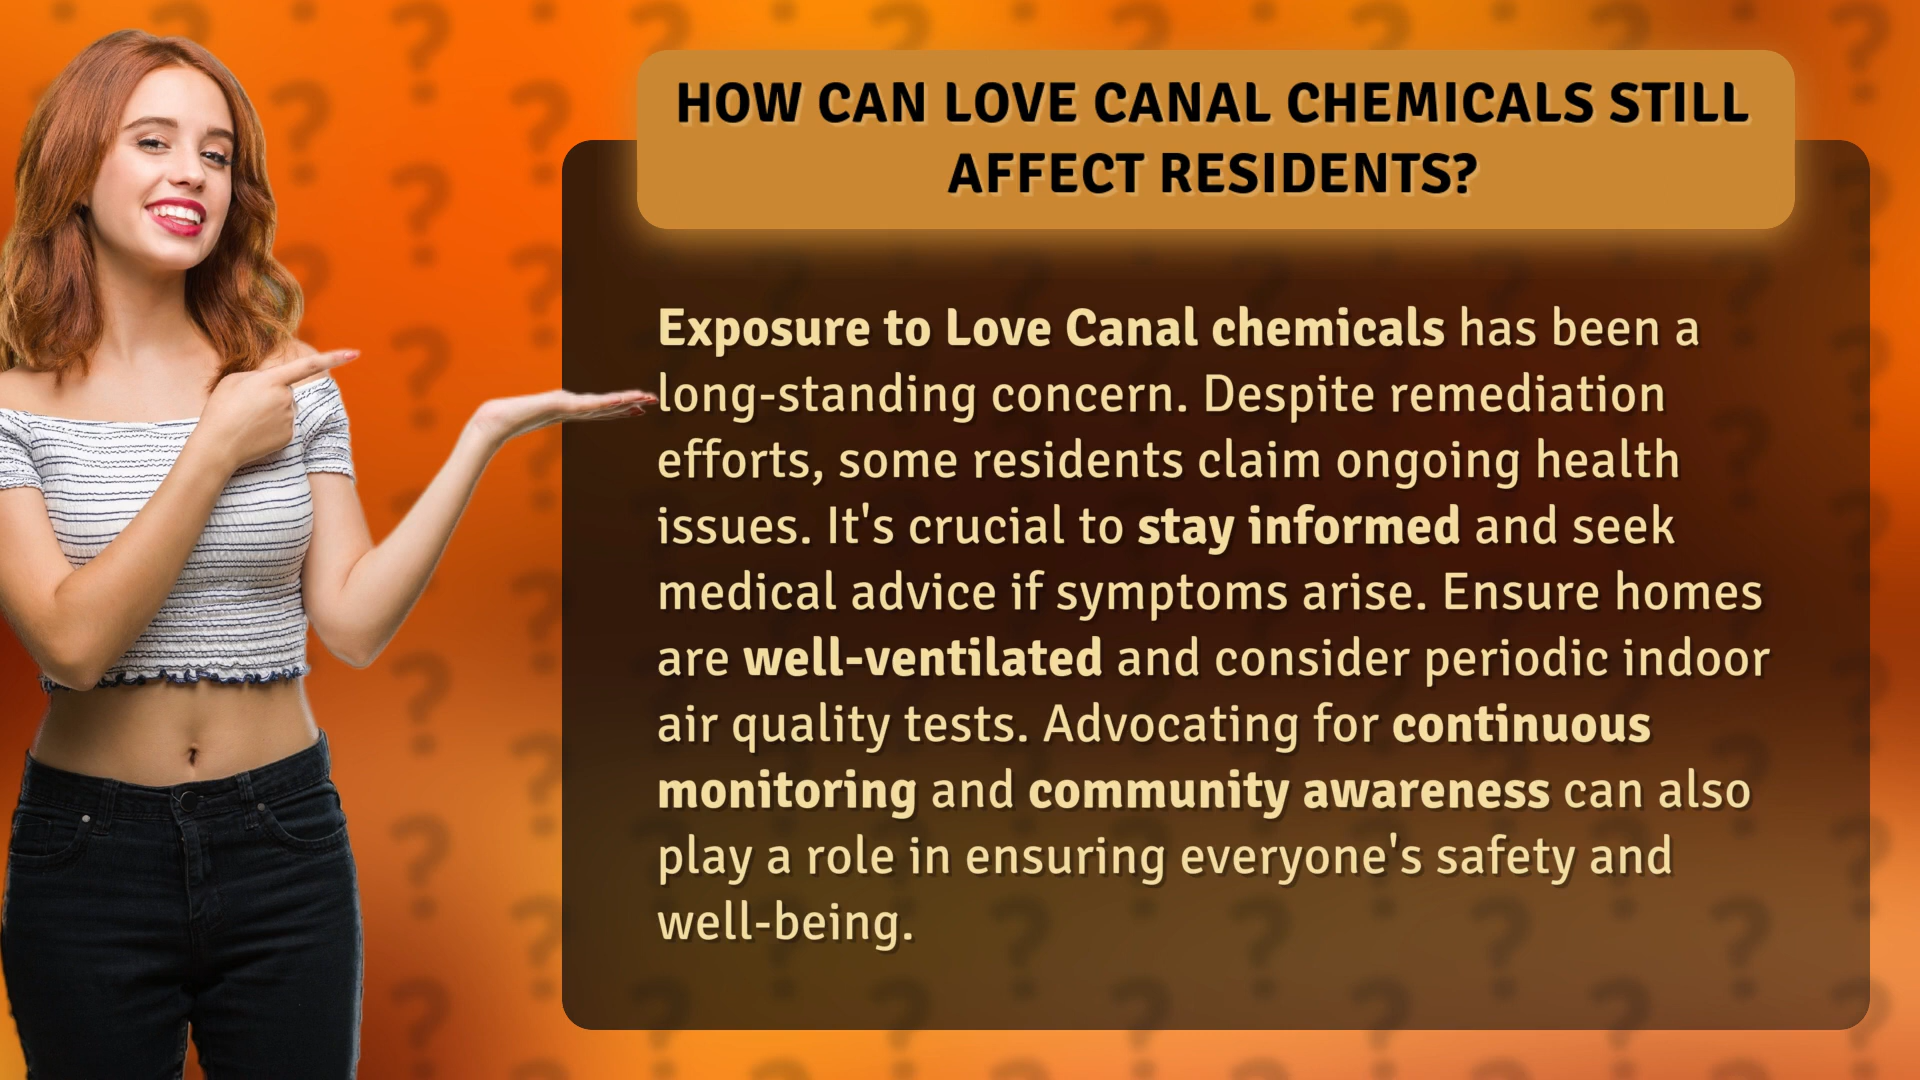 HOW CAN LOVE CANAL CHEMICALS STILL
AFFECT RESIDENTS?
Exposure to Love Canal chemicals has been a
long-standing concern. Despite remediation
efforts, some residents claim ongoing health
issues. It's crucial to stay informed and seek
medical advice if symptoms arise. Ensure homes
are well-ventilated and consider periodic indoor
air quality tests. Advocating for continuous
monitoring and community awareness can also
play a role in ensuring everyone's safety and
well-being.